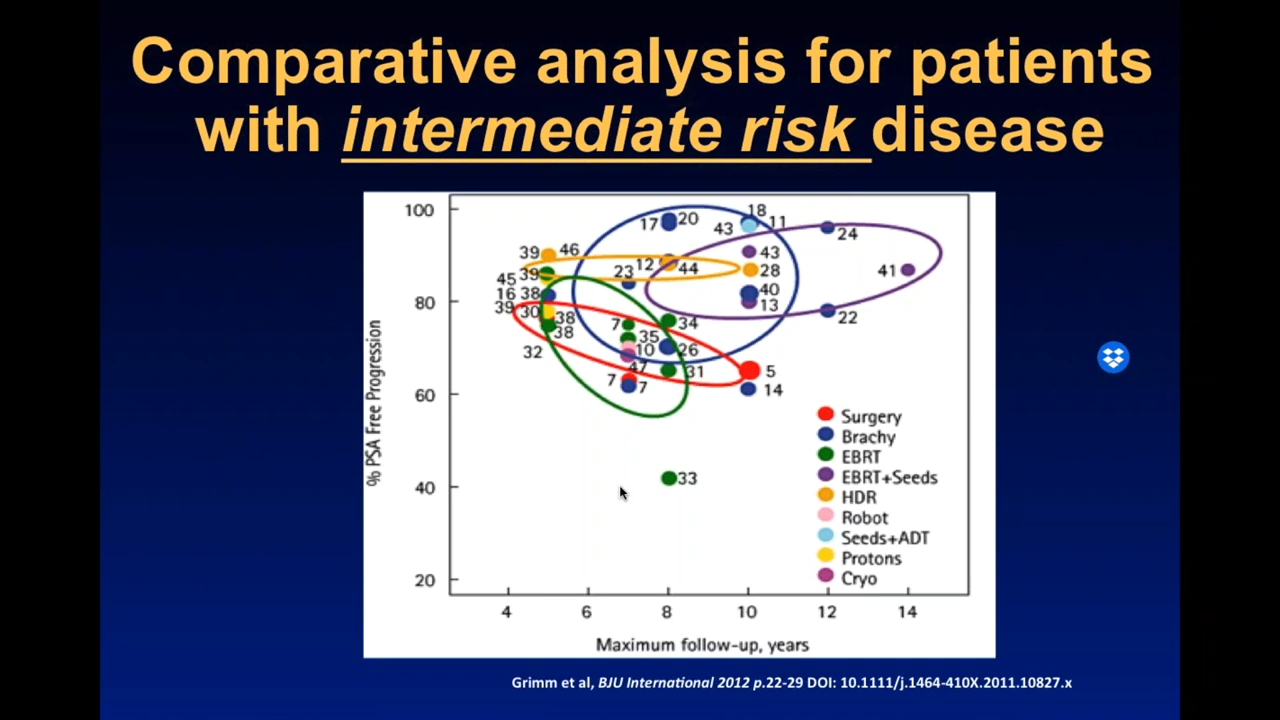 Comparative analysis for patients
with intermediate risk disease
100
80
60
40
20
% PSA Free Progression
4 6 8 10 12 14
Maximum follow-up, years
39 46
45 39
16 38
39 30 38
38
32
17 20
12 44
23
7
34
35
10 26
47 31
7 7
33
18
43 11
43
28
40
13
5
14
24
41
22
Surgery
Brachy
EBRT
EBRT+Seeds
HDR
Robot
Seeds+ADT
Protons
Cryo
Grimm et al, BJU International 2012 p.22-29 DOI: 10.1111/j.1464-410X.2011.10827.x